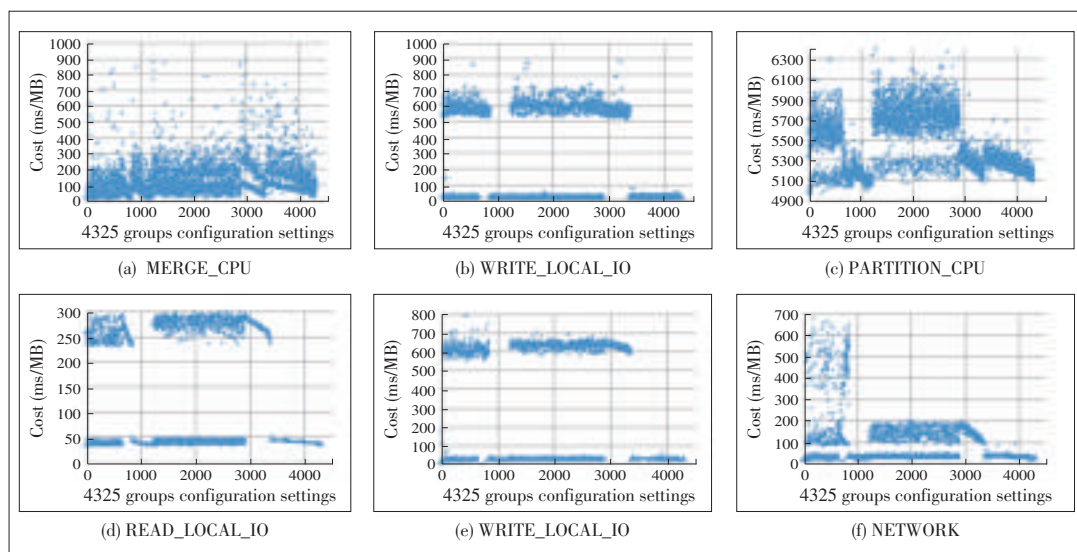 1000
900
800
700
600
500
400
300
200
100
0
Cost (ms/MB)
0 1000 2000 3000 4000
4325 groups configuration settings
(a) MERGE_CPU
1000
900
800
700
600
500
400
300
200
100
0
Cost (ms/MB)
0 1000 2000 3000 4000
4325 groups configuration settings
(b) WRITE_LOCAL_IO
6300
6100
5900
5700
5500
5300
5100
4900
Cost (ms/MB)
0 1000 2000 3000 4000
4325 groups configuration settings
(c) PARTITION_CPU
300
250
200
150
100
50
0
Cost (ms/MB)
0 1000 2000 3000 4000
4325 groups configuration settings
(d) READ_LOCAL_IO
800
700
600
500
400
300
200
100
0
Cost (ms/MB)
0 1000 2000 3000 4000
4325 groups configuration settings
(e) WRITE_LOCAL_IO
700
600
500
400
300
200
100
0
Cost (ms/MB)
0 1000 2000 3000 4000
4325 groups configuration settings
(f) NETWORK